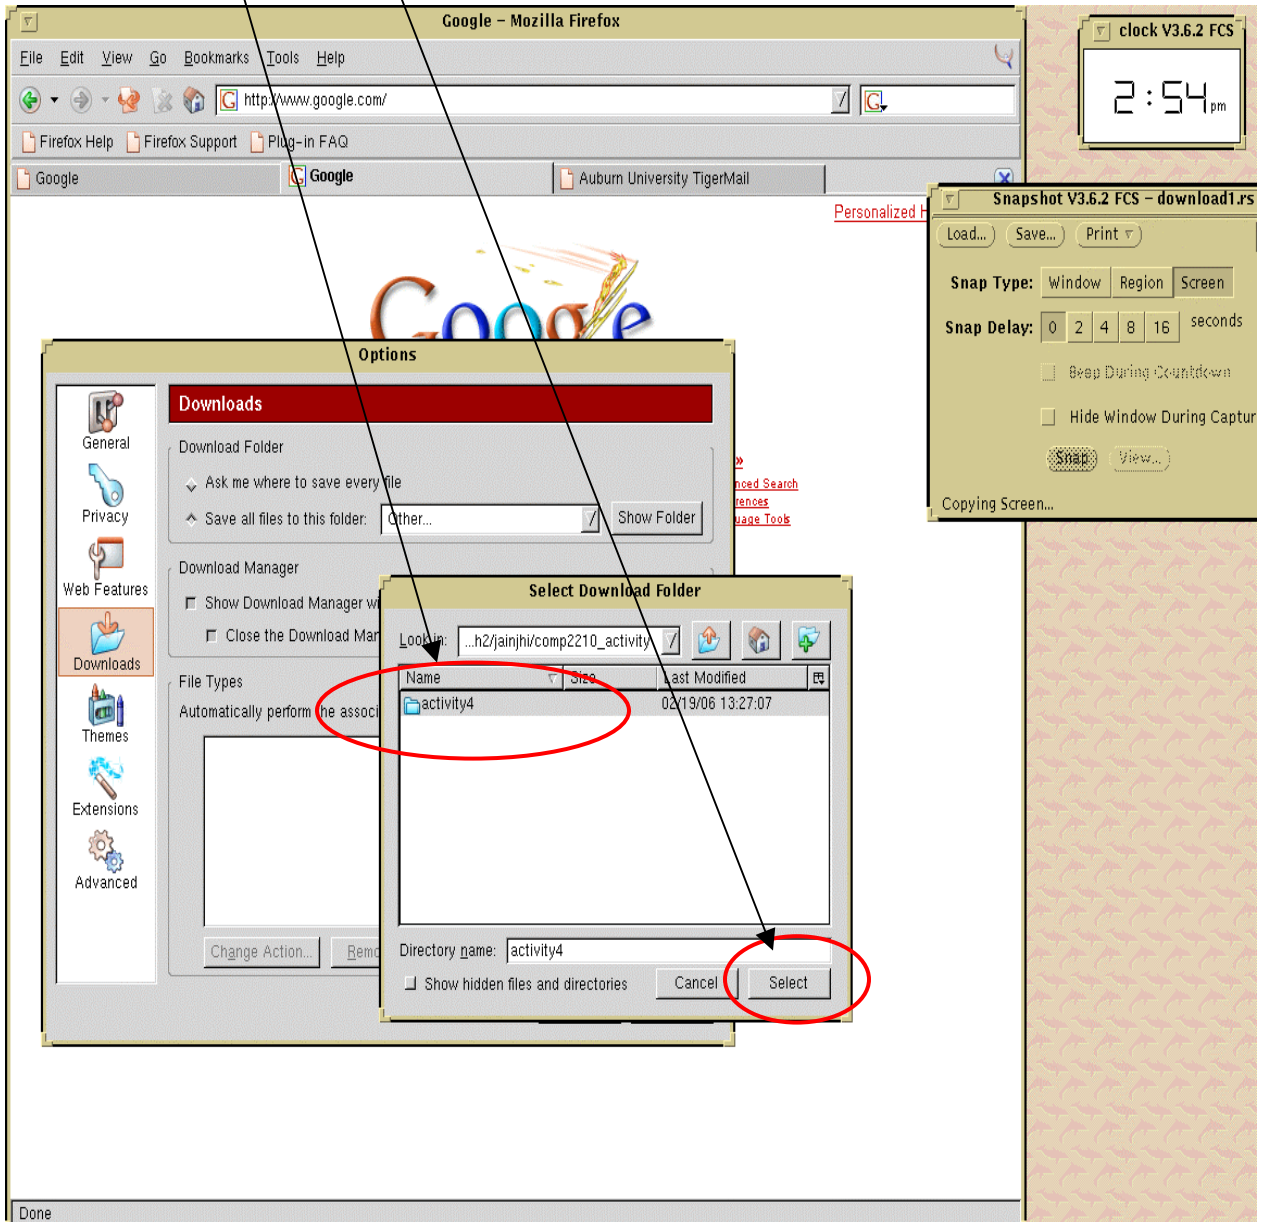 Google – Mozilla Firefox
File Edit View Go Bookmarks Tools Help
G http://www.google.com/ G
Firefox Help Firefox Support Plug-in FAQ
Google G Google Auburn University TigerMail
Personalized H
Google
clock V3.6.2 FCS
2:54 pm
Snapshot V3.6.2 FCS – download1.rs
Load... Save... Print
Snap Type: Window Region Screen
Snap Delay: 0 2 4 8 16 seconds
Beep During Countdown
Hide Window During Captur
Snap View...
Copying Screen...
»
nced Search
rences
uage Tools
Options
General
Privacy
Web Features
Downloads
Themes
Extensions
Advanced
Downloads
Download Folder
Ask me where to save every file
Save all files to this folder: Other... Show Folder
Download Manager
Show Download Manager wi
Close the Download Man
File Types
Automatically perform the associ
Change Action... Remo
Select Download Folder
Look in: ...h2/jainjhi/comp2210_activity
Name Size Last Modified
activity4 02/19/06 13:27:07
Directory name: activity4
Show hidden files and directories Cancel Select
Done